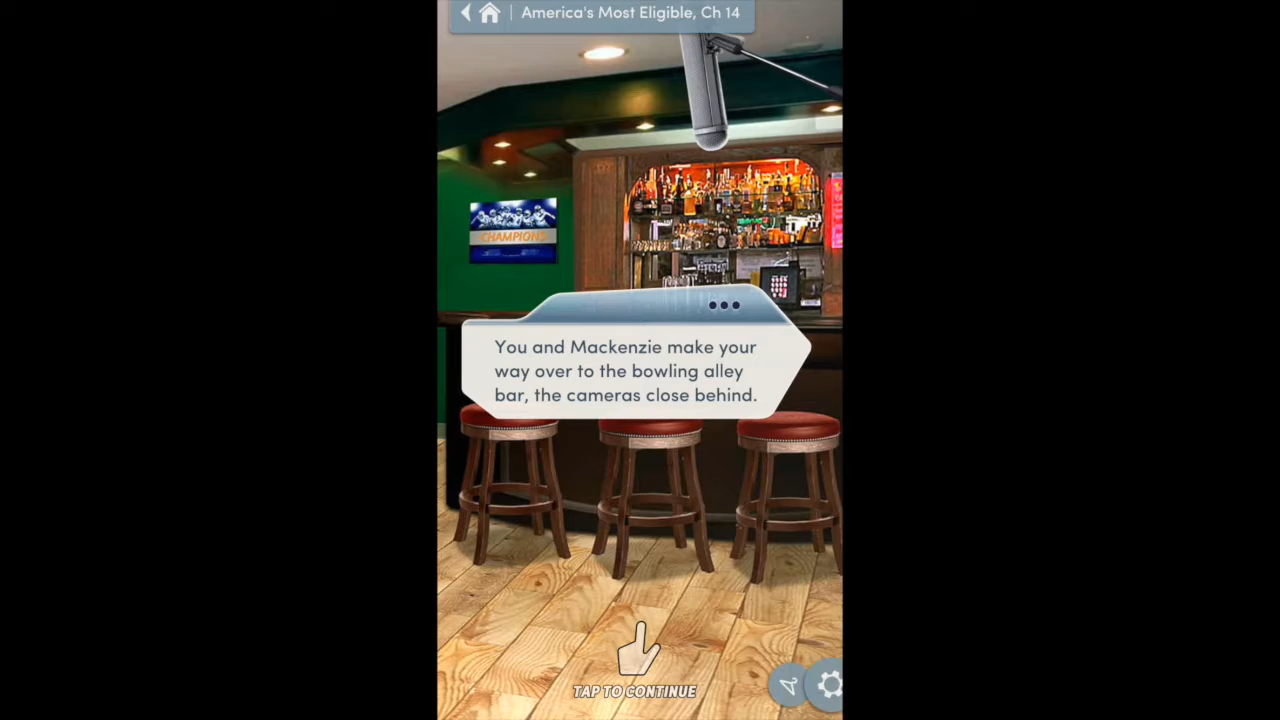 America's Most Eligible, Ch 14
CHAMPIONS
You and Mackenzie make your
way over to the bowling alley
bar, the cameras close behind.
TAP TO CONTINUE